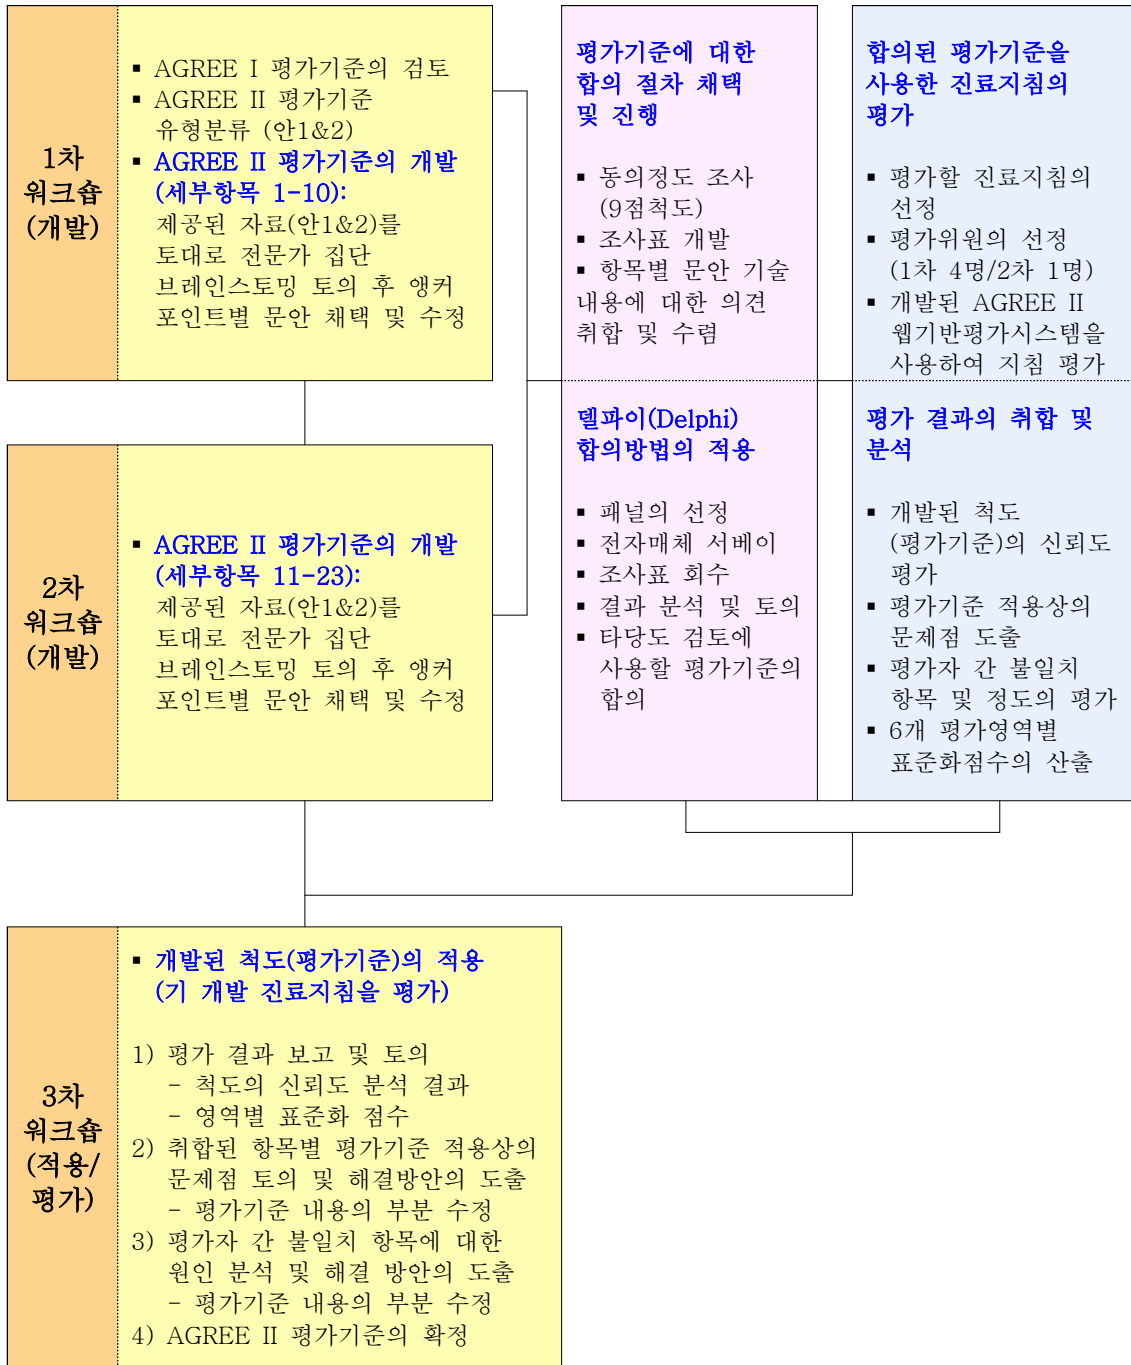 1차
워크숍
(개발)
▪ AGREE I 평가기준의 검토
▪ AGREE II 평가기준
유형분류 (안1&2)
▪ AGREE II 평가기준의 개발
(세부항목 1-10):
제공된 자료(안1&2)를
토대로 전문가 집단
브레인스토밍 토의 후 앵커
포인트별 문안 채택 및 수정
평가기준에 대한
합의 절차 채택
및 진행
▪ 동의정도 조사
(9점척도)
▪ 조사표 개발
▪ 항목별 문안 기술
내용에 대한 의견
취합 및 수렴
합의된 평가기준을
사용한 진료지침의
평가
▪ 평가할 진료지침의
선정
▪ 평가위원의 선정
(1차 4명/2차 1명)
▪ 개발된 AGREE II
웹기반평가시스템을
사용하여 지침 평가
2차
워크숍
(개발)
▪ AGREE II 평가기준의 개발
(세부항목 11-23):
제공된 자료(안1&2)를
토대로 전문가 집단
브레인스토밍 토의 후 앵커
포인트별 문안 채택 및 수정
델파이(Delphi)
합의방법의 적용
▪ 패널의 선정
▪ 전자매체 서베이
▪ 조사표 회수
▪ 결과 분석 및 토의
▪ 타당도 검토에
사용할 평가기준의
합의
평가 결과의 취합 및
분석
▪ 개발된 척도
(평가기준)의 신뢰도
평가
▪ 평가기준 적용상의
문제점 도출
▪ 평가자 간 불일치
항목 및 정도의 평가
▪ 6개 평가영역별
표준화점수의 산출
3차
워크숍
(적용/
평가)
▪ 개발된 척도(평가기준)의 적용
(기 개발 진료지침을 평가)
1) 평가 결과 보고 및 토의
- 척도의 신뢰도 분석 결과
- 영역별 표준화 점수
2) 취합된 항목별 평가기준 적용상의
문제점 토의 및 해결방안의 도출
- 평가기준 내용의 부분 수정
3) 평가자 간 불일치 항목에 대한
원인 분석 및 해결 방안의 도출
- 평가기준 내용의 부분 수정
4) AGREE II 평가기준의 확정